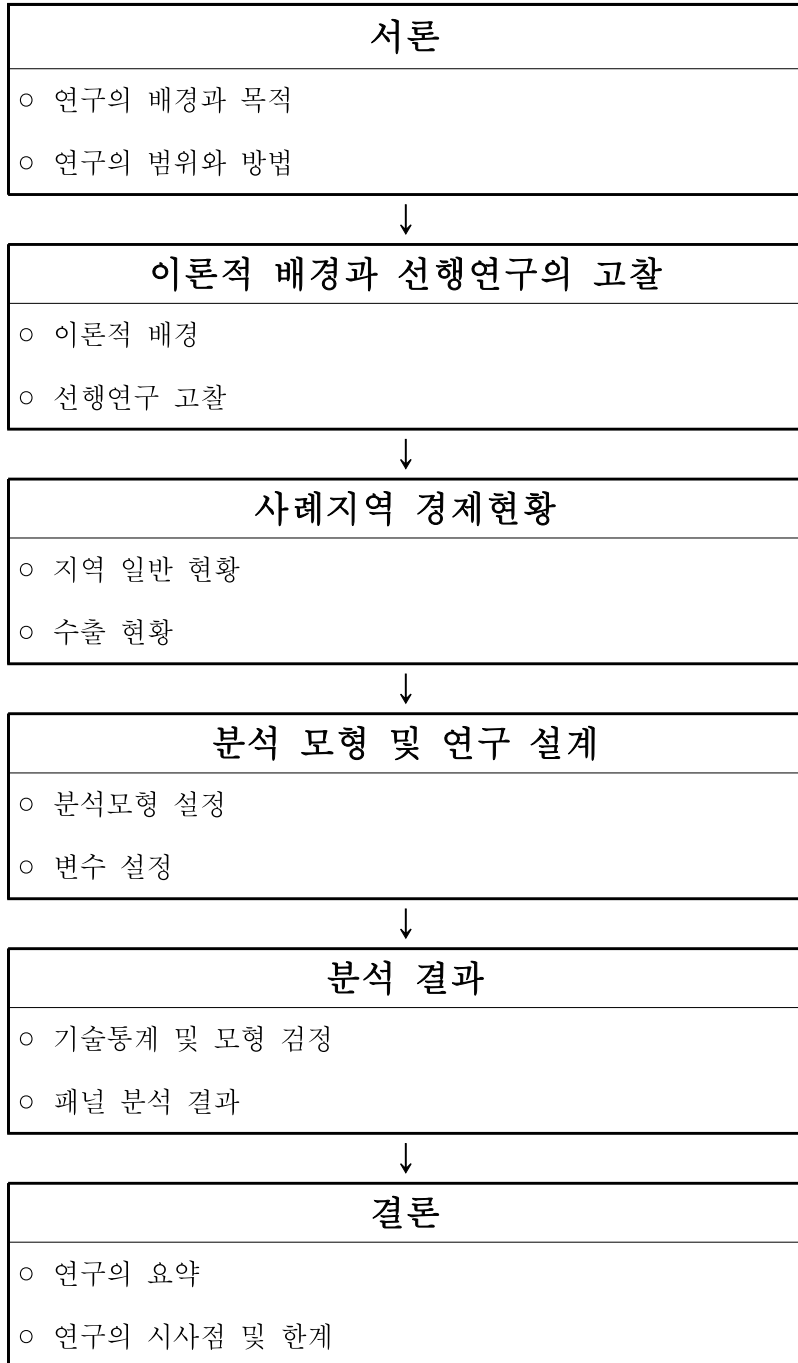 서론
○ 연구의 배경과 목적
○ 연구의 범위와 방법
↓
이론적 배경과 선행연구의 고찰
○ 이론적 배경
○ 선행연구 고찰
↓
사례지역 경제현황
○ 지역 일반 현황
○ 수출 현황
↓
분석 모형 및 연구 설계
○ 분석모형 설정
○ 변수 설정
↓
분석 결과
○ 기술통계 및 모형 검정
○ 패널 분석 결과
↓
결론
○ 연구의 요약
○ 연구의 시사점 및 한계